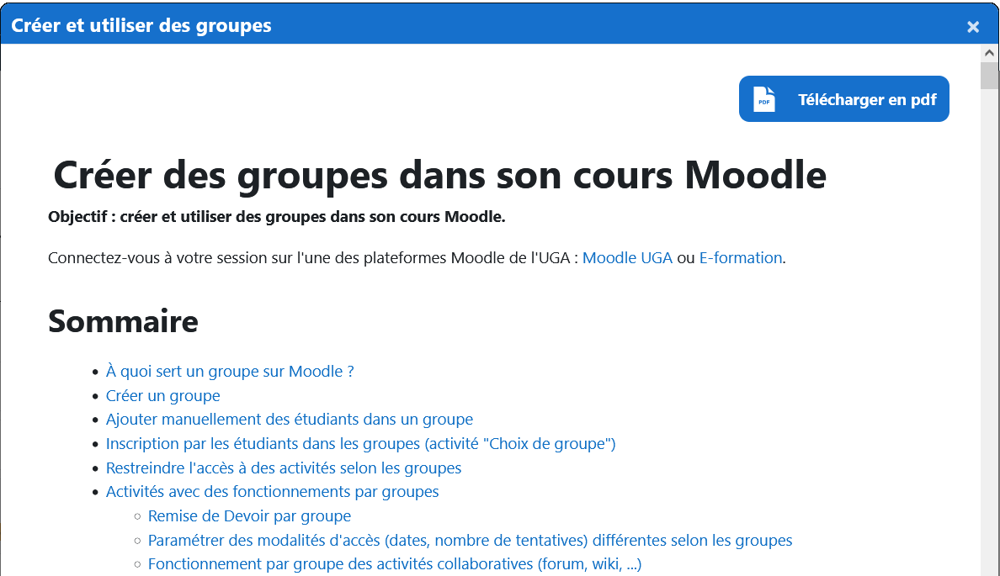 Créer et utiliser des groupes
×
PDF
Télécharger en pdf
Créer des groupes dans son cours Moodle
Objectif : créer et utiliser des groupes dans son cours Moodle.
Connectez-vous à votre session sur l'une des plateformes Moodle de l'UGA : Moodle UGA ou E-formation.
Sommaire
• À quoi sert un groupe sur Moodle ?
• Créer un groupe
• Ajouter manuellement des étudiants dans un groupe
• Inscription par les étudiants dans les groupes (activité "Choix de groupe")
• Restreindre l'accès à des activités selon les groupes
• Activités avec des fonctionnements par groupes
◦ Remise de Devoir par groupe
◦ Paramétrer des modalités d'accès (dates, nombre de tentatives) différentes selon les groupes
◦ Fonctionnement par groupe des activités collaboratives (forum, wiki, ...)